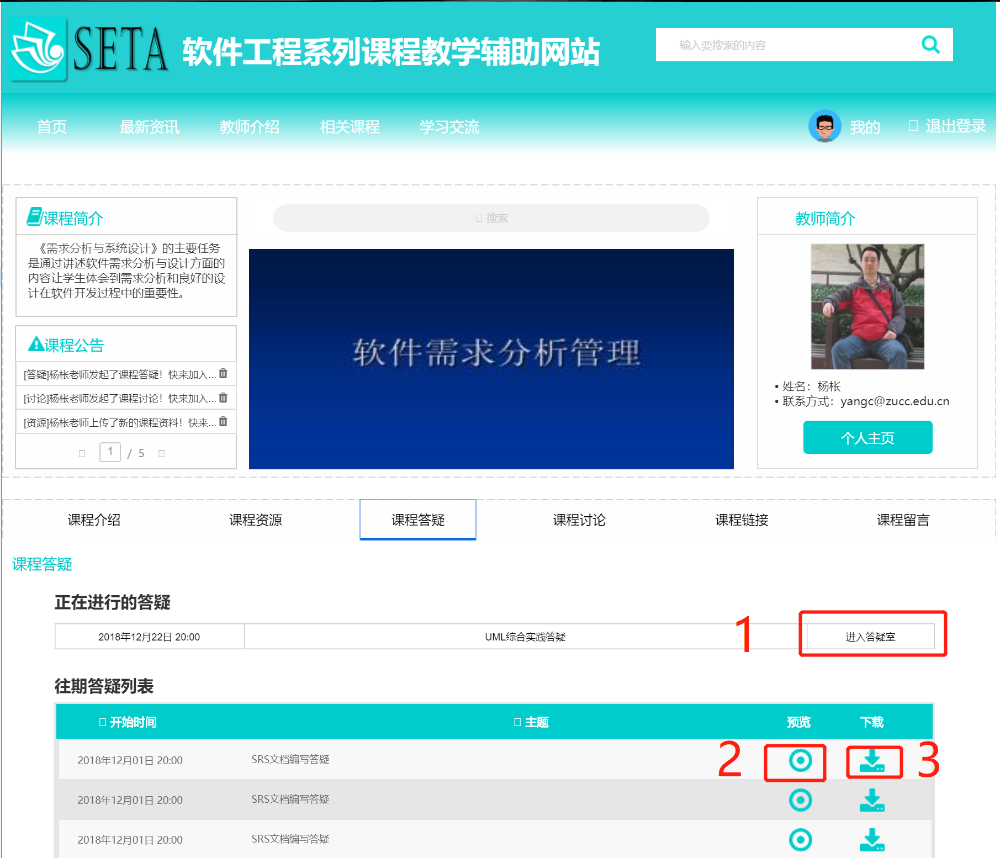 SETA 软件工程系列课程教学辅助网站
输入要搜索的内容
首页 最新资讯 教师介绍 相关课程 学习交流 我的 退出登录
课程简介
《需求分析与系统设计》的主要任务
是通过讲述软件需求分析与设计方面的
内容让学生体会到需求分析和良好的设
计在软件开发过程中的重要性。
课程公告
[答疑]杨枨老师发起了课程答疑！快来加入...
[讨论]杨枨老师发起了课程讨论！快来加入...
[资源]杨枨老师上传了新的课程资料！快来...
1 / 5
搜索
软件需求分析管理
教师简介
• 姓名：杨枨
• 联系方式：yangc@zucc.edu.cn
个人主页
课程介绍 课程资源 课程答疑 课程讨论 课程链接 课程留言
课程答疑
正在进行的答疑
2018年12月22日 20:00 UML综合实践答疑 1 进入答疑室
往期答疑列表
开始时间 主题 预览 下载
2018年12月01日 20:00 SRS文档编写答疑 2 3
2018年12月01日 20:00 SRS文档编写答疑
2018年12月01日 20:00 SRS文档编写答疑